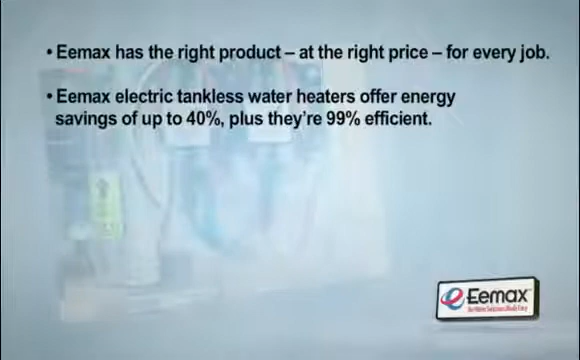 • Eemax has the right product – at the right price – for every job.
• Eemax electric tankless water heaters offer energy
savings of up to 40%, plus they're 99% efficient.
Eemax